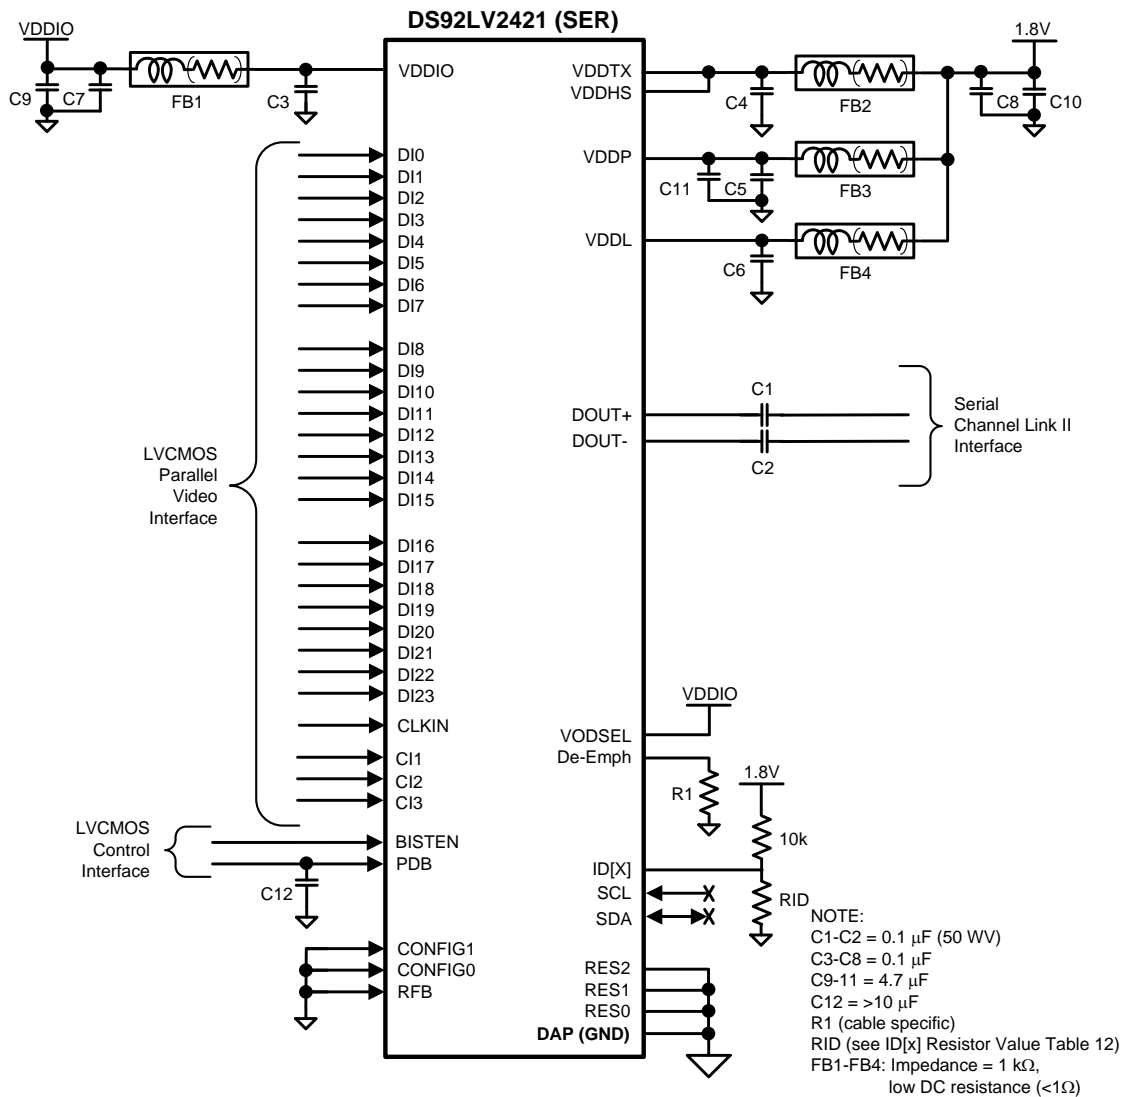 DS92LV2421 (SER)
VDDIO
C9
C7
FB1
C3
VDDIO
DI0
DI1
DI2
DI3
DI4
DI5
DI6
DI7
DI8
DI9
DI10
DI11
DI12
DI13
DI14
DI15
DI16
DI17
DI18
DI19
DI20
DI21
DI22
DI23
CLKIN
CI1
CI2
CI3
LVCMOS
Parallel
Video
Interface
LVCMOS
Control
Interface
BISTEN
PDB
C12
CONFIG1
CONFIG0
RFB
VDDTX
VDDHS
C4
FB2
1.8V
C8
C10
VDDP
C11
C5
FB3
VDDL
C6
FB4
DOUT+
DOUT-
C1
C2
Serial
Channel Link II
Interface
VDDIO
VODSEL
De-Emph
R1
1.8V
10k
ID[X]
SCL
SDA
RID
RES2
RES1
RES0
DAP (GND)
NOTE:
C1-C2 = 0.1 μF (50 WV)
C3-C8 = 0.1 μF
C9-11 = 4.7 μF
C12 = >10 μF
R1 (cable specific)
RID (see ID[x] Resistor Value Table 12)
FB1-FB4: Impedance = 1 kΩ,
low DC resistance (<1Ω)